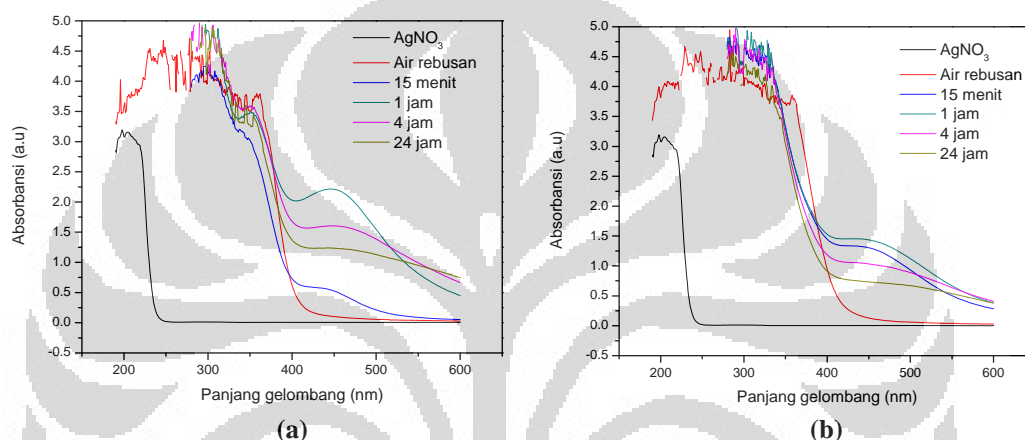 5.0
4.5
4.0
3.5
3.0
2.5
2.0
1.5
1.0
0.5
0.0
-0.5
Absorbansi (a.u)
AgNO3
Air rebusan
15 menit
1 jam
4 jam
24 jam
200 300 400 500 600
Panjang gelombang (nm)
(a)
5.0
4.5
4.0
3.5
3.0
2.5
2.0
1.5
1.0
0.5
0.0
-0.5
Absorbansi (a.u)
AgNO3
Air rebusan
15 menit
1 jam
4 jam
24 jam
200 300 400 500 600
Panjang gelombang (nm)
(b)